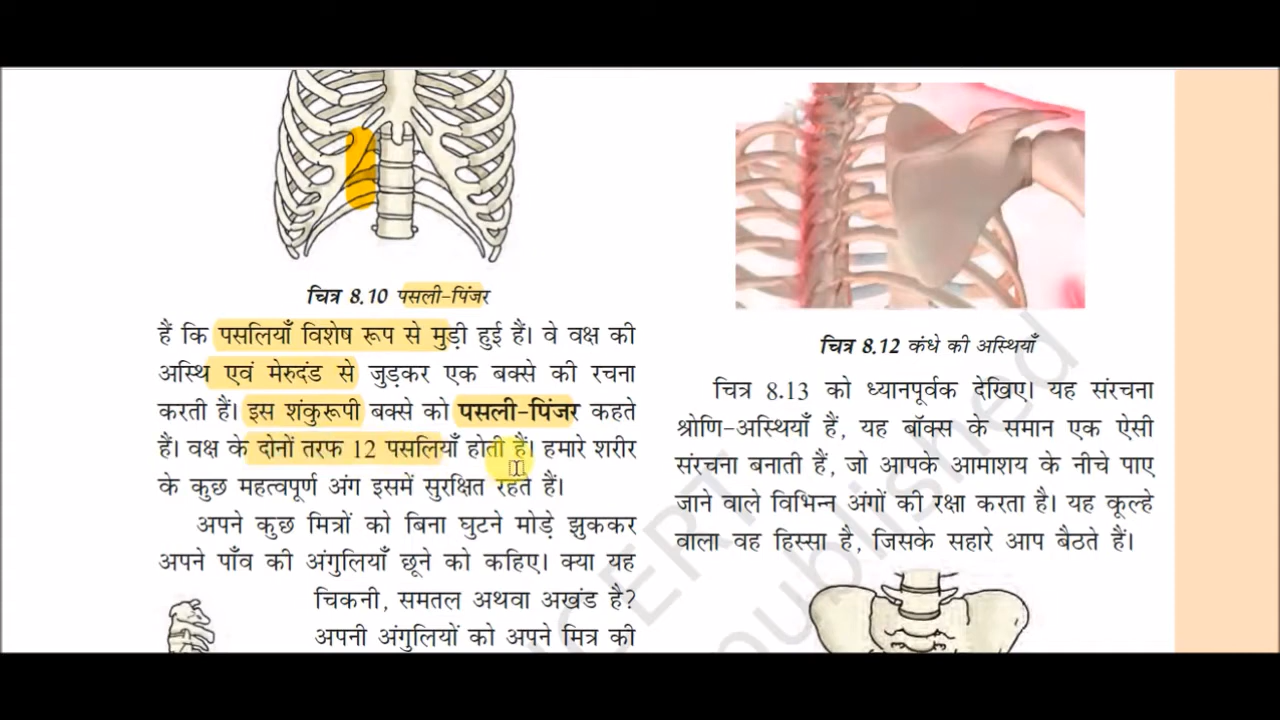 चित्र 8.10 पसली-पिंजर
हैं कि पसलियाँ विशेष रूप से मुड़ी हुई हैं। वे वक्ष की
अस्थि एवं मेरुदंड से जुड़कर एक बक्से की रचना
करती हैं। इस शंकुरूपी बक्से को पसली-पिंजर कहते
हैं। वक्ष के दोनों तरफ 12 पसलियाँ होती हैं। हमारे शरीर
के कुछ महत्वपूर्ण अंग इसमें सुरक्षित रहते हैं।
अपने कुछ मित्रों को बिना घुटने मोड़े झुककर
अपने पाँव की अंगुलियाँ छूने को कहिए। क्या यह
चिकनी, समतल अथवा अखंड है?
अपनी अंगुलियों को अपने मित्र की
चित्र 8.12 कंधे की अस्थियाँ
चित्र 8.13 को ध्यानपूर्वक देखिए। यह संरचना
श्रोणि-अस्थियाँ हैं, यह बॉक्स के समान एक ऐसी
संरचना बनाती हैं, जो आपके आमाशय के नीचे पाए
जाने वाले विभिन्न अंगों की रक्षा करता है। यह कूल्हे
वाला वह हिस्सा है, जिसके सहारे आप बैठते हैं।
NCERT
published